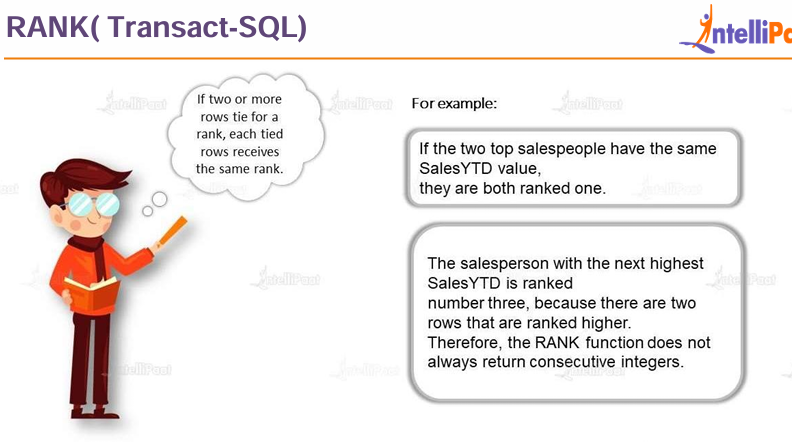 RANK( Transact-SQL)
IntelliPa
If two or more
rows tie for a
rank, each tied
rows receives
the same rank.
For example:
If the two top salespeople have the same
SalesYTD value,
they are both ranked one.
The salesperson with the next highest
SalesYTD is ranked
number three, because there are two
rows that are ranked higher.
Therefore, the RANK function does not
always return consecutive integers.